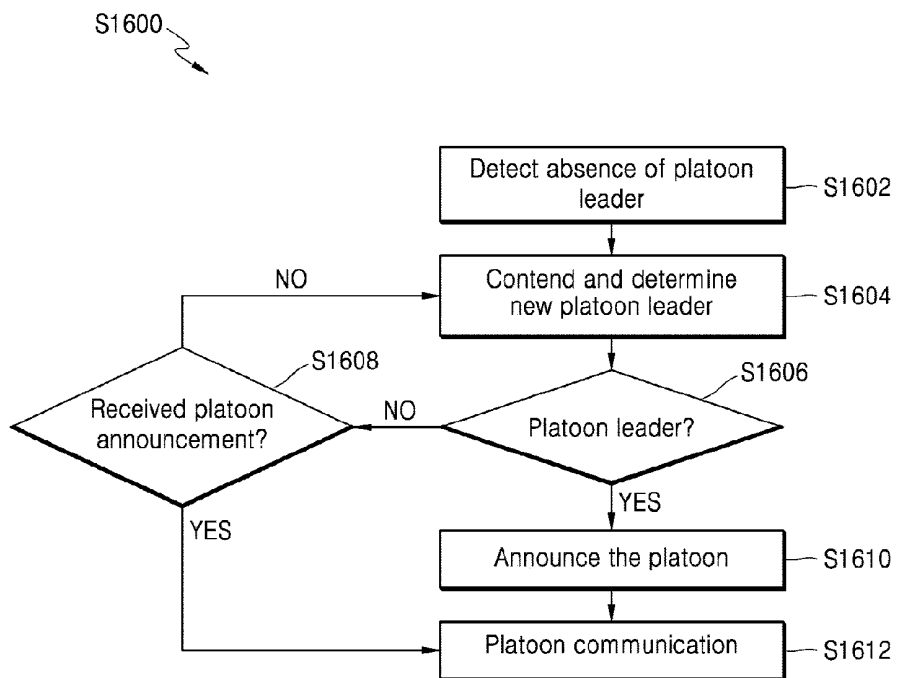 S1600
Detect absence of platoon
leader
S1602
NO
Contend and determine
new platoon leader
S1604
S1608
S1606
Received platoon
announcement?
NO
Platoon leader?
YES
YES
Announce the platoon
S1610
Platoon communication
S1612